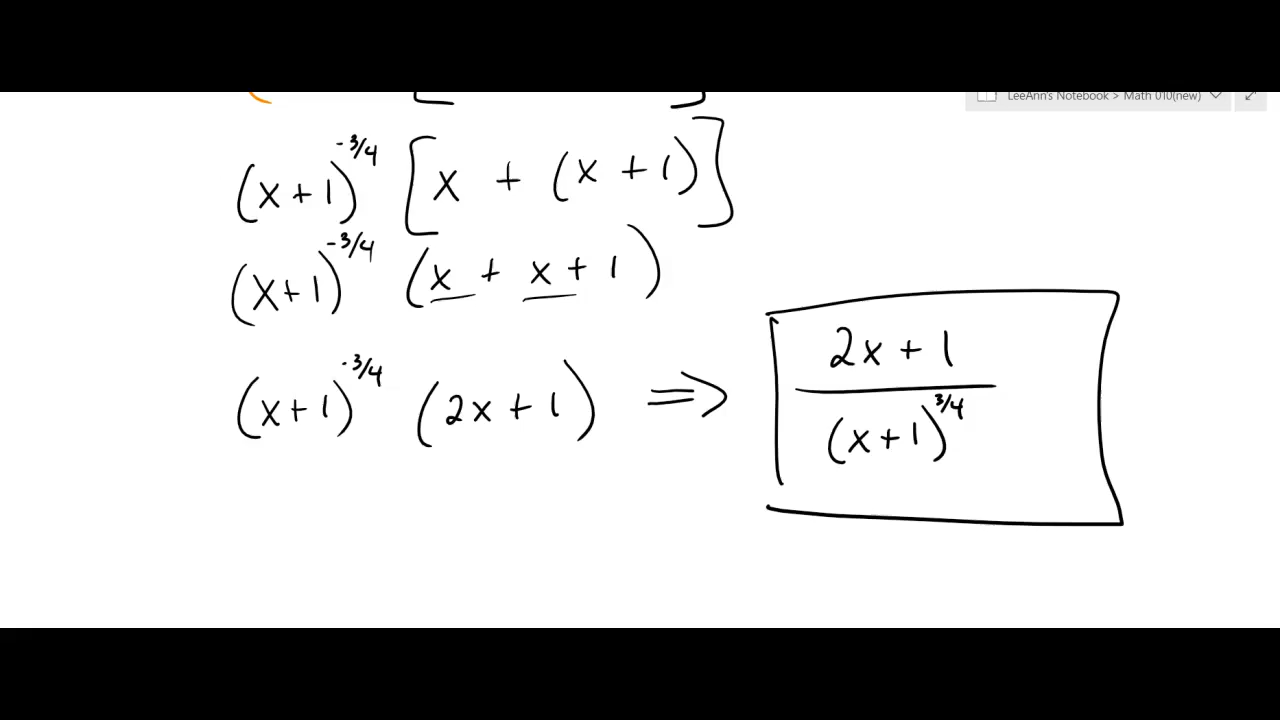 LeeAnn's Notebook > Math 010(new)
(x+1)^{-3/4} [x + (x+1)]
(x+1)^{-3/4} (x + x + 1)
(x+1)^{-3/4} (2x+1) ⇒ \frac{2x+1}{(x+1)^{3/4}}